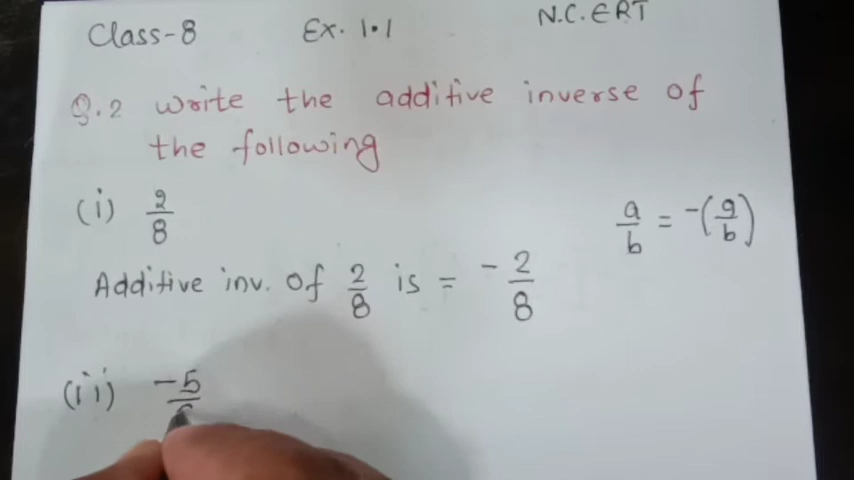 Class-8 Ex. 1.1 N.C.ERT
Q.2 write the additive inverse of
the following
(i) 2/8
a/b = -(a/b)
Additive inv. of 2/8 is = -2/8
(ii) -5